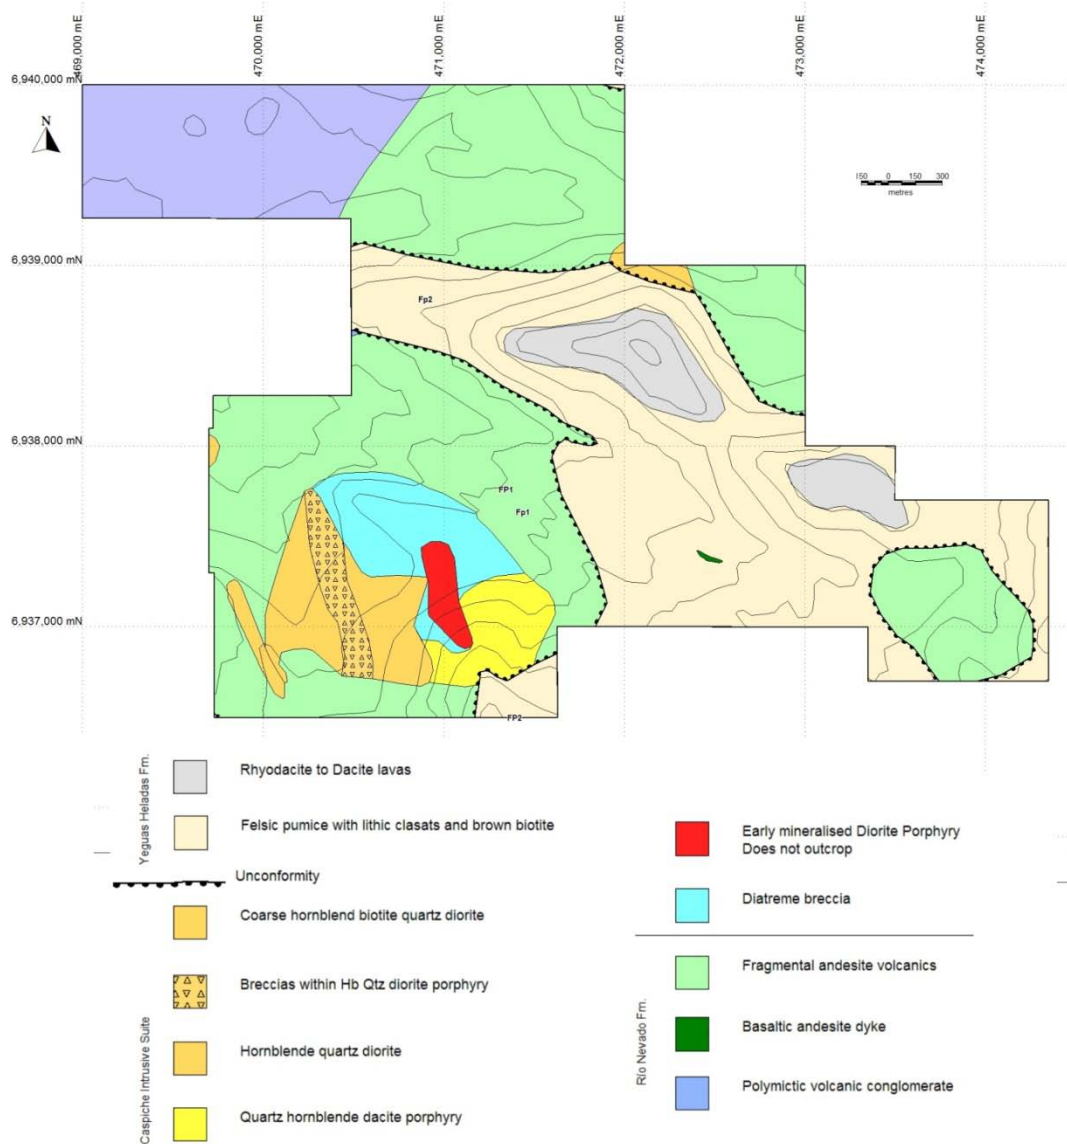 469,000 mE
470,000 mE
471,000 mE
472,000 mE
473,000 mE
474,000 mE
6,940,000 mN
N
150 0 150 300
metres
6,939,000 mN
Fp2
6,938,000 mN
FP1
Fp1
6,937,000 mN
FP2
Yeguas Heladas Fm.
Rhyodacite to Dacite lavas
Felsic pumice with lithic clasats and brown biotite
Unconformity
Caspiche Intrusive Suite
Coarse hornblend biotite quartz diorite
Breccias within Hb Qtz diorite porphyry
Hornblende quartz diorite
Quartz hornblende dacite porphyry
Early mineralised Diorite Porphyry
Does not outcrop
Diatreme breccia
Río Nevado Fm.
Fragmental andesite volcanics
Basaltic andesite dyke
Polymictic volcanic conglomerate